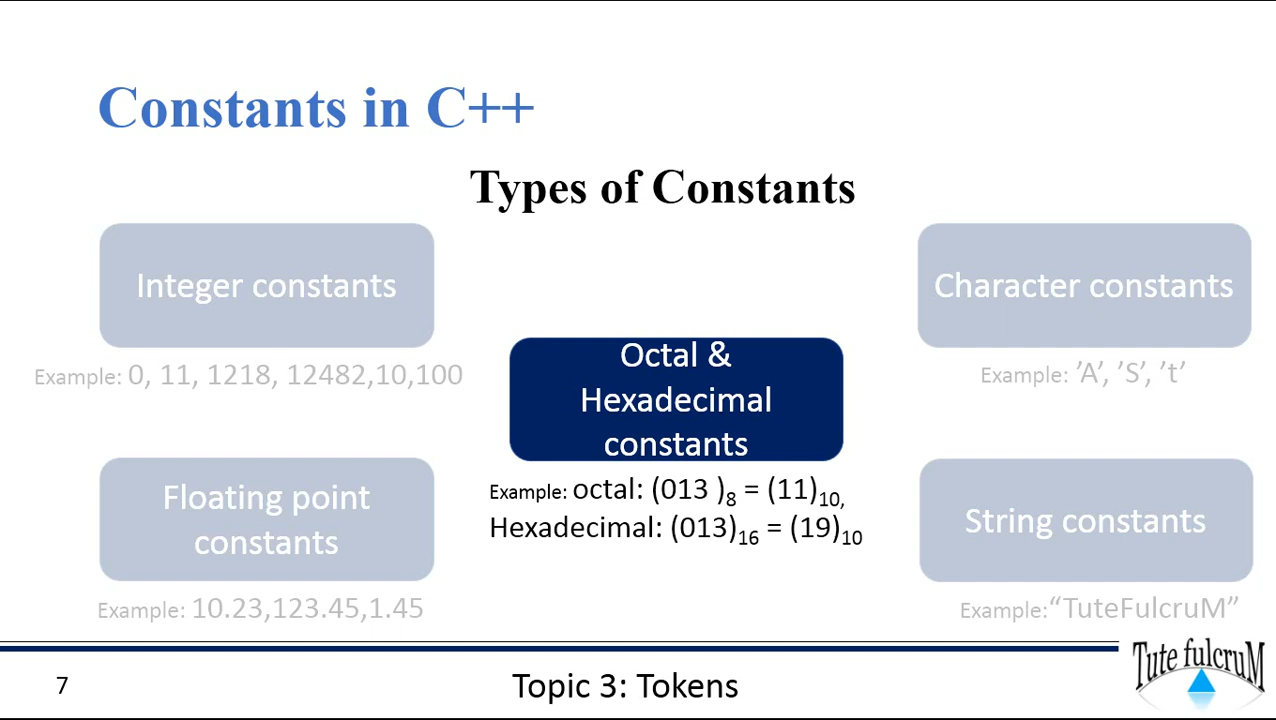 Constants in C++
Types of Constants
Integer constants
Example: 0, 11, 1218, 12482,10,100
Floating point
constants
Example: 10.23,123.45,1.45
Octal &
Hexadecimal
constants
Example: octal: (013 )8 = (11)10,
Hexadecimal: (013)16 = (19)10
Character constants
Example: ’A’, ’S’, ’t’
String constants
Example:“TuteFulcruM”
7
Topic 3: Tokens
Tute fulcruM